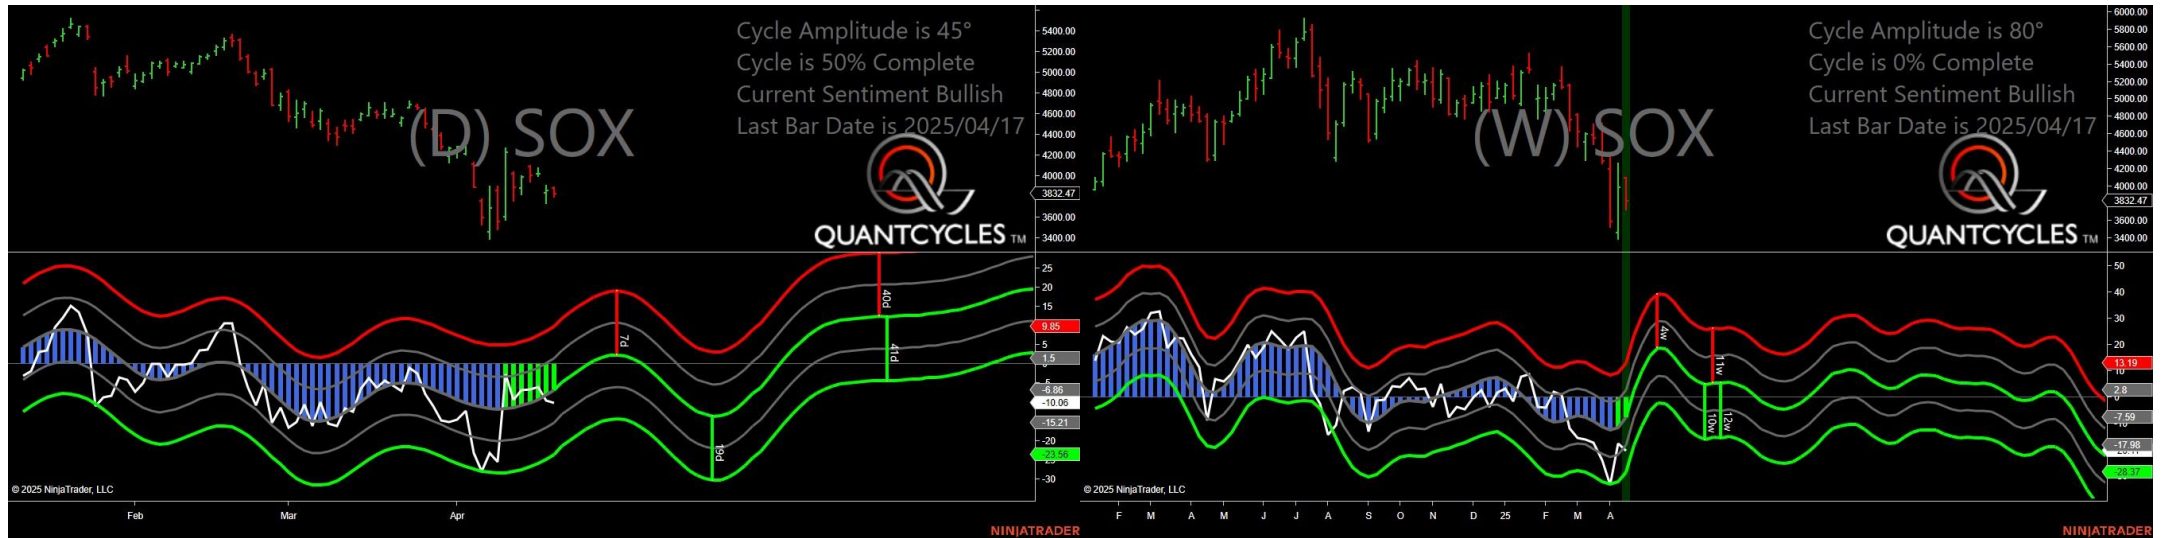 Cycle Amplitude is 45°
Cycle is 50% Complete
Current Sentiment Bullish
Last Bar Date is 2025/04/17
(D) SOX
QUANTCYCLES TM
5400.00
5000.00
4800.00
4600.00
4400.00
4200.00
4000.00
3832.47
3600.00
3400.00
25
20
15
9.85
5
1.5
-6.86
-10.06
-15.21
-20
-23.56
-30
7d
19d
40d
41d
© 2025 NinjaTrader, LLC
Feb
Mar
Apr
NINJATRADER
Cycle Amplitude is 80°
Cycle is 0% Complete
Current Sentiment Bullish
Last Bar Date is 2025/04/17
(W) SOX
QUANTCYCLES TM
6000.00
5800.00
5600.00
5400.00
5200.00
5000.00
4800.00
4600.00
4400.00
4200.00
4000.00
3832.47
3600.00
3400.00
50
40
30
20
13.19
10
2.8
0
-7.59
-17.98
-28.37
4w
11w
10w
12w
© 2025 NinjaTrader, LLC
F
M
A
M
J
J
A
S
O
N
D
25
F
M
A
NINJATRADER